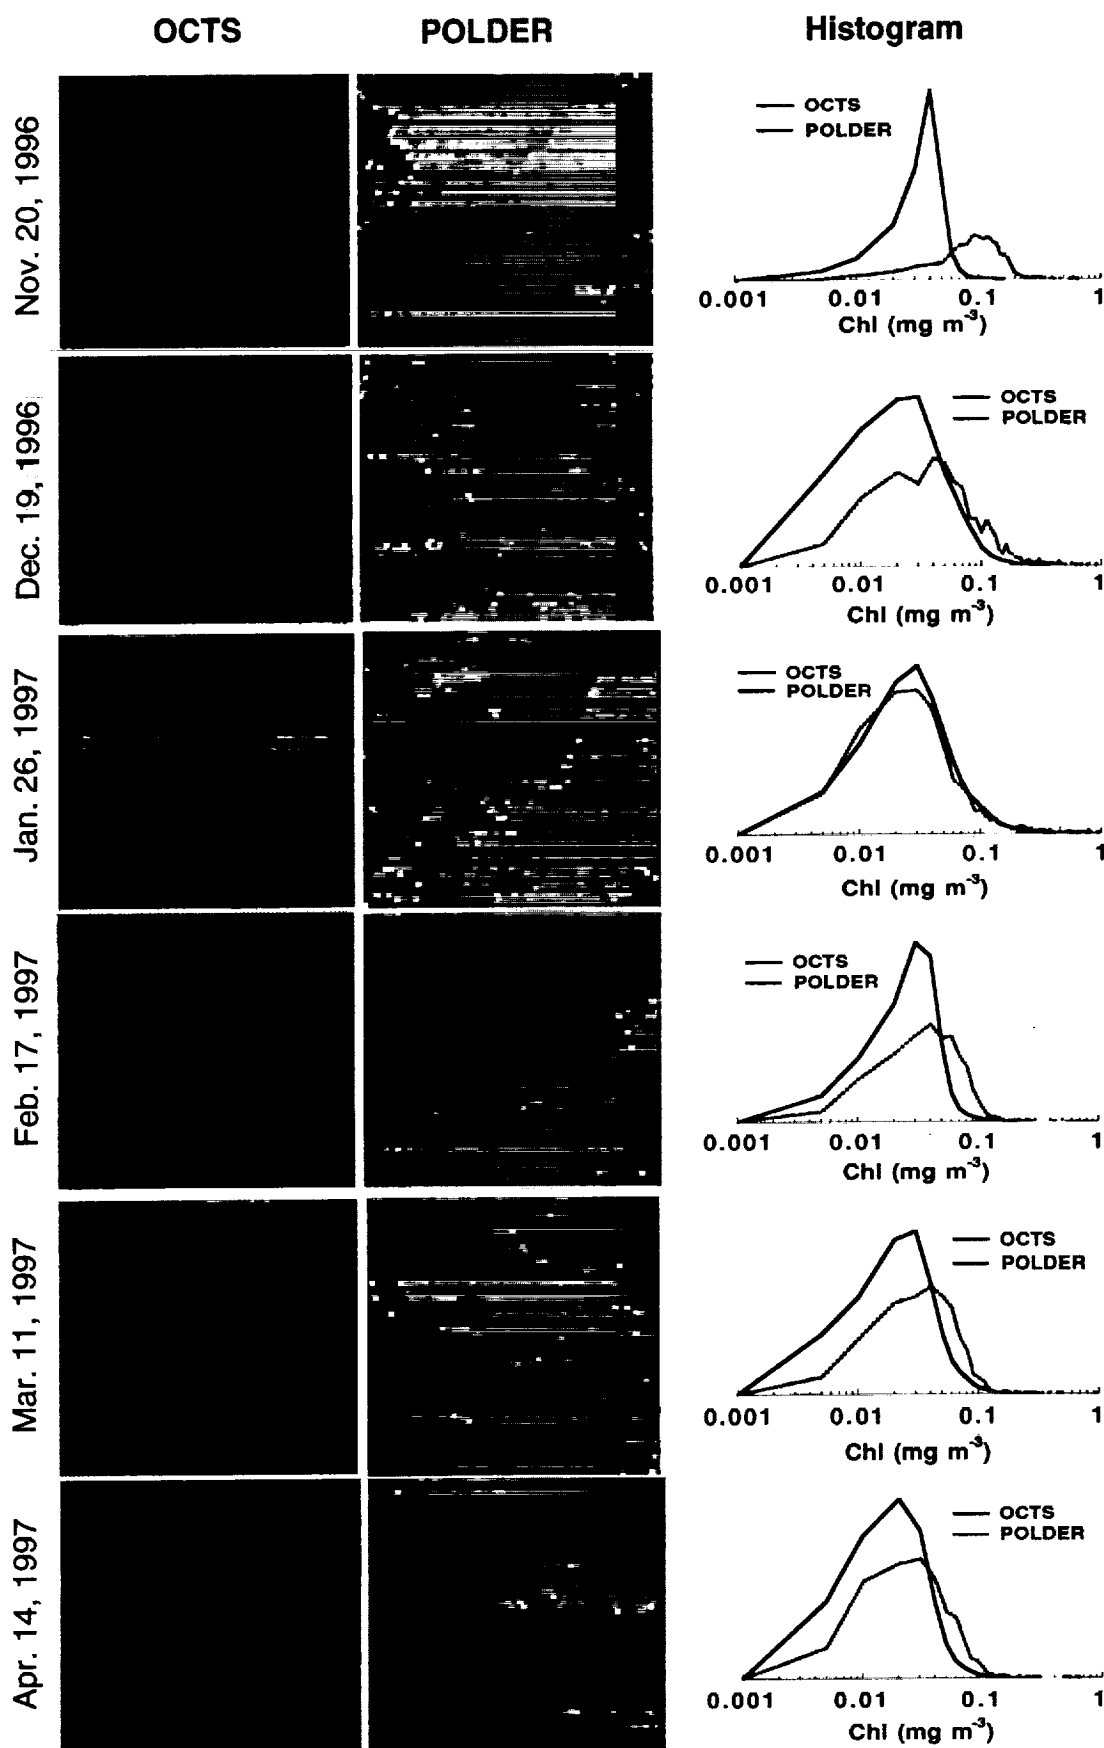 OCTS POLDER Histogram
Nov. 20, 1996
OCTS
POLDER
0.001 0.01 0.1 1
Chl (mg m-3)
Dec. 19, 1996
OCTS
POLDER
0.001 0.01 0.1 1
Chl (mg m-3)
Jan. 26, 1997
OCTS
POLDER
0.001 0.01 0.1 1
Chl (mg m-3)
Feb. 17, 1997
OCTS
POLDER
0.001 0.01 0.1 1
Chl (mg m-3)
Mar. 11, 1997
OCTS
POLDER
0.001 0.01 0.1 1
Chl (mg m-3)
Apr. 14, 1997
OCTS
POLDER
0.001 0.01 0.1 1
Chl (mg m-3)